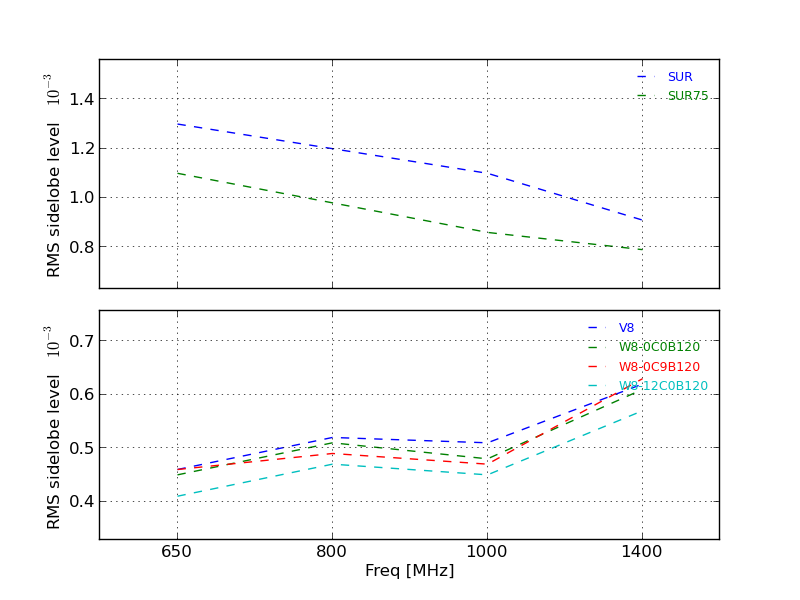 RMS sidelobe level 10⁻³
1.4
1.2
1.0
0.8
SUR
SUR75
RMS sidelobe level 10⁻³
0.7
0.6
0.5
0.4
V8
W8-0C0B120
W8-0C9B120
W8-12C0B120
650 800 1000 1400
Freq [MHz]